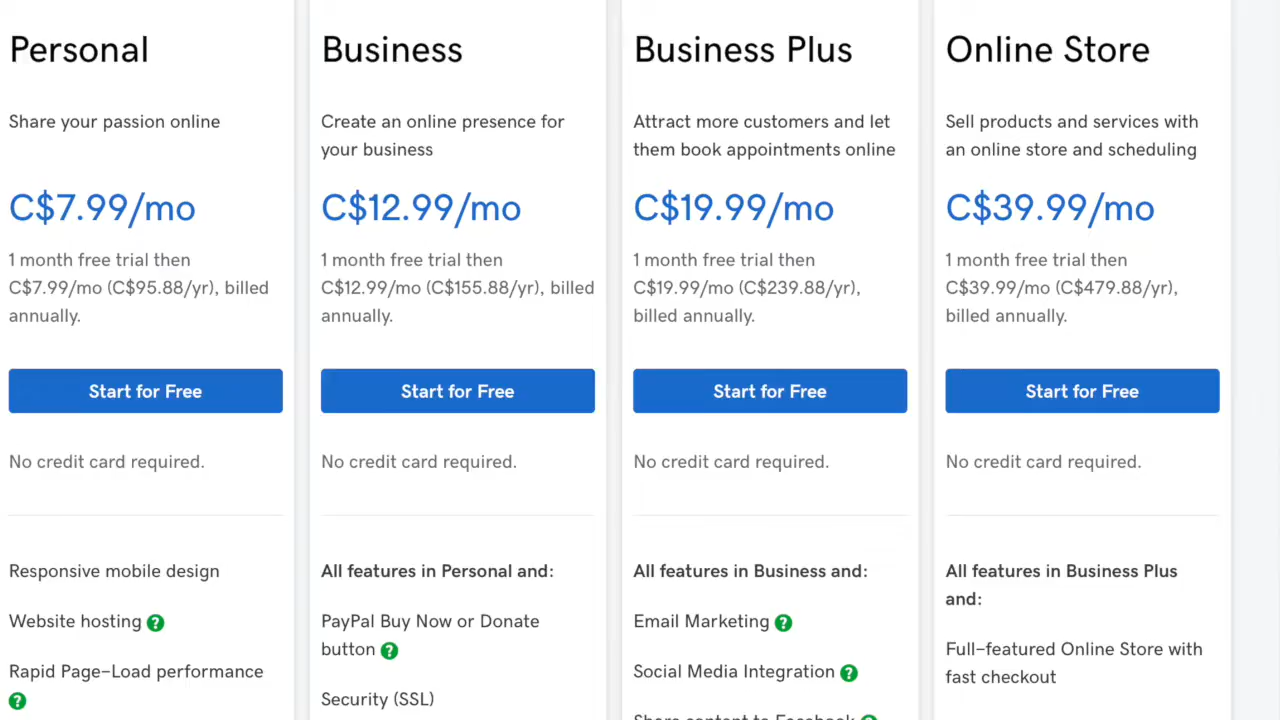 Personal
Share your passion online
C$7.99/mo
1 month free trial then
C$7.99/mo (C$95.88/yr), billed
annually.
Start for Free
No credit card required.
Responsive mobile design
Website hosting ?
Rapid Page-Load performance
?
Business
Create an online presence for
your business
C$12.99/mo
1 month free trial then
C$12.99/mo (C$155.88/yr), billed
annually.
Start for Free
No credit card required.
All features in Personal and:
PayPal Buy Now or Donate
button ?
Security (SSL)
Business Plus
Attract more customers and let
them book appointments online
C$19.99/mo
1 month free trial then
C$19.99/mo (C$239.88/yr),
billed annually.
Start for Free
No credit card required.
All features in Business and:
Email Marketing ?
Social Media Integration ?
Share content to Facebook
Online Store
Sell products and services with
an online store and scheduling
C$39.99/mo
1 month free trial then
C$39.99/mo (C$479.88/yr),
billed annually.
Start for Free
No credit card required.
All features in Business Plus
and:
Full-featured Online Store with
fast checkout